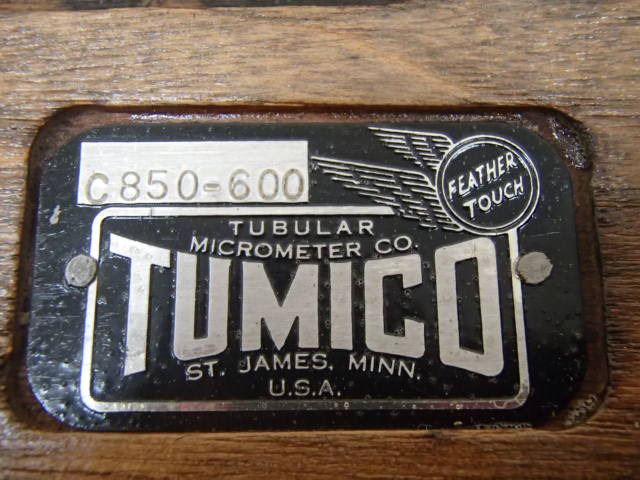 C850-600
FEATHER
TOUCH
TUBULAR
MICROMETER CO.
TUMICO
ST. JAMES, MINN.
U.S.A.